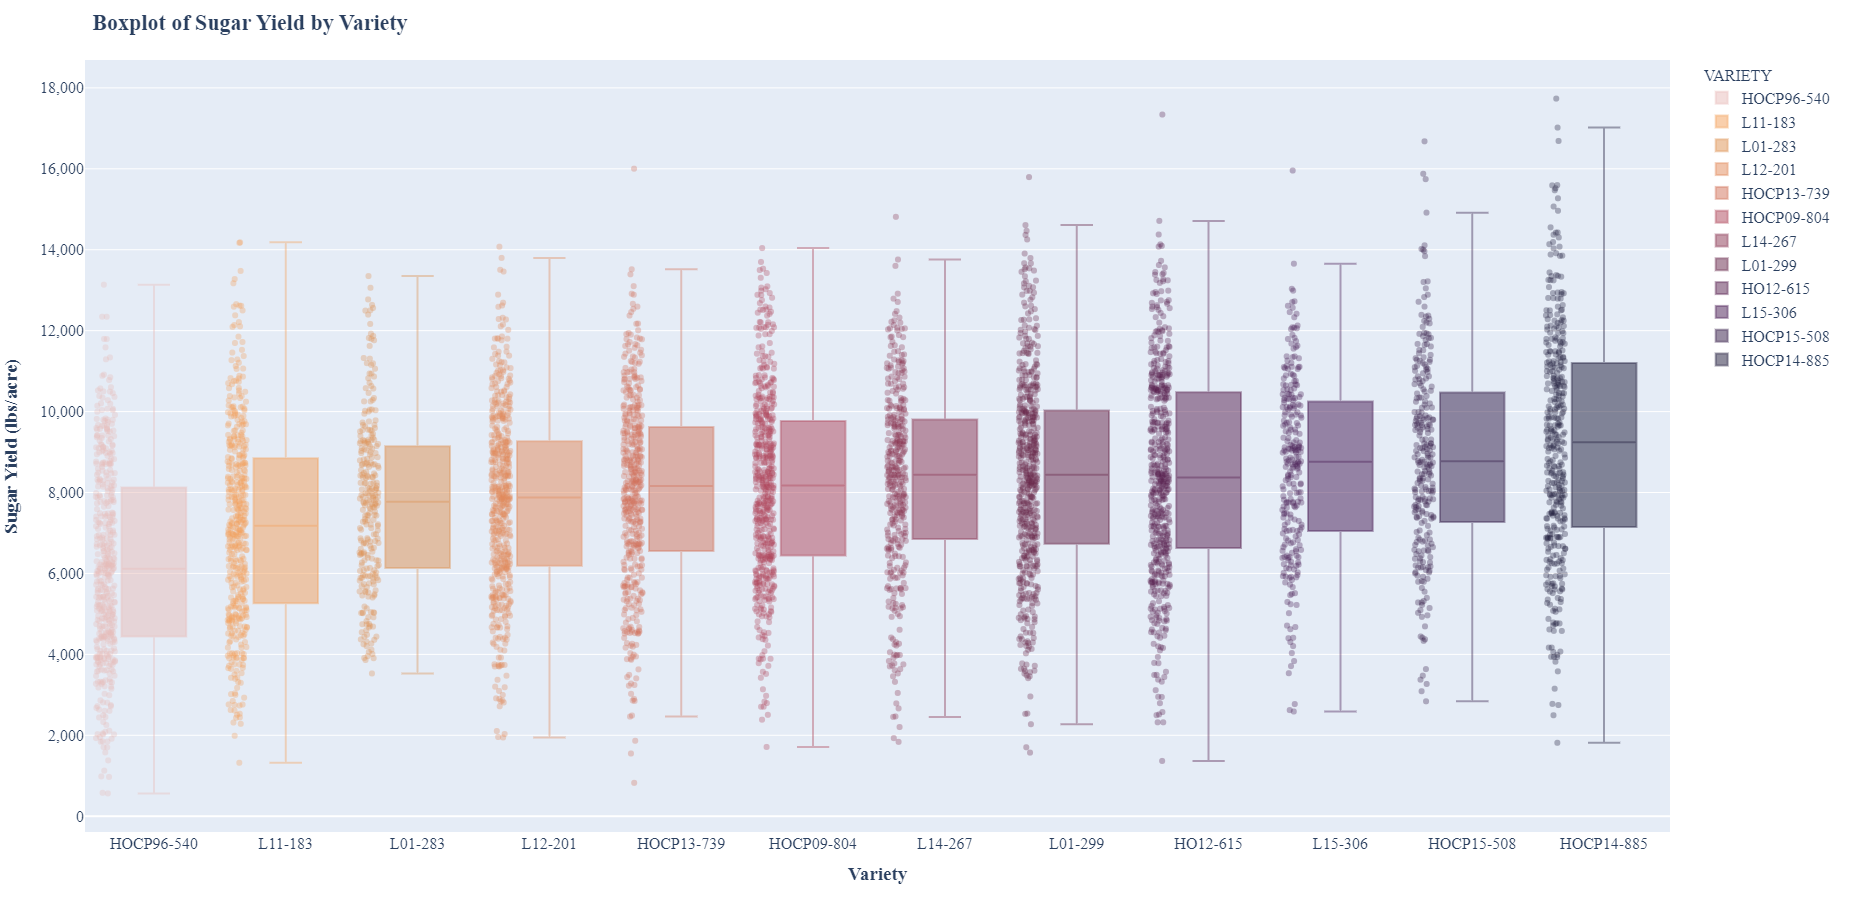 Boxplot of Sugar Yield by Variety
18,000
16,000
14,000
12,000
10,000
8,000
6,000
4,000
2,000
0
Sugar Yield (lbs/acre)
HOCP96-540
L11-183
L01-283
L12-201
HOCP13-739
HOCP09-804
L14-267
L01-299
HO12-615
L15-306
HOCP15-508
HOCP14-885
Variety
VARIETY
HOCP96-540
L11-183
L01-283
L12-201
HOCP13-739
HOCP09-804
L14-267
L01-299
HO12-615
L15-306
HOCP15-508
HOCP14-885